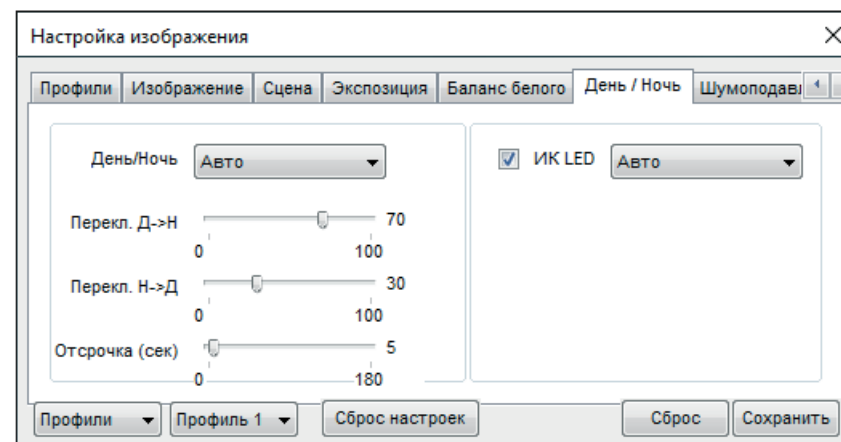 Настройка изображения
Профили Изображение Сцена Экспозиция Баланс белого День / Ночь Шумоподав
День/Ночь Авто ИК LED Авто
Перекл. Д->Н 70
0 100
Перекл. Н->Д 30
0 100
Отсрочка (сек) 5
0 180
Профили Профиль 1 Сброс настроек Сброс Сохранить